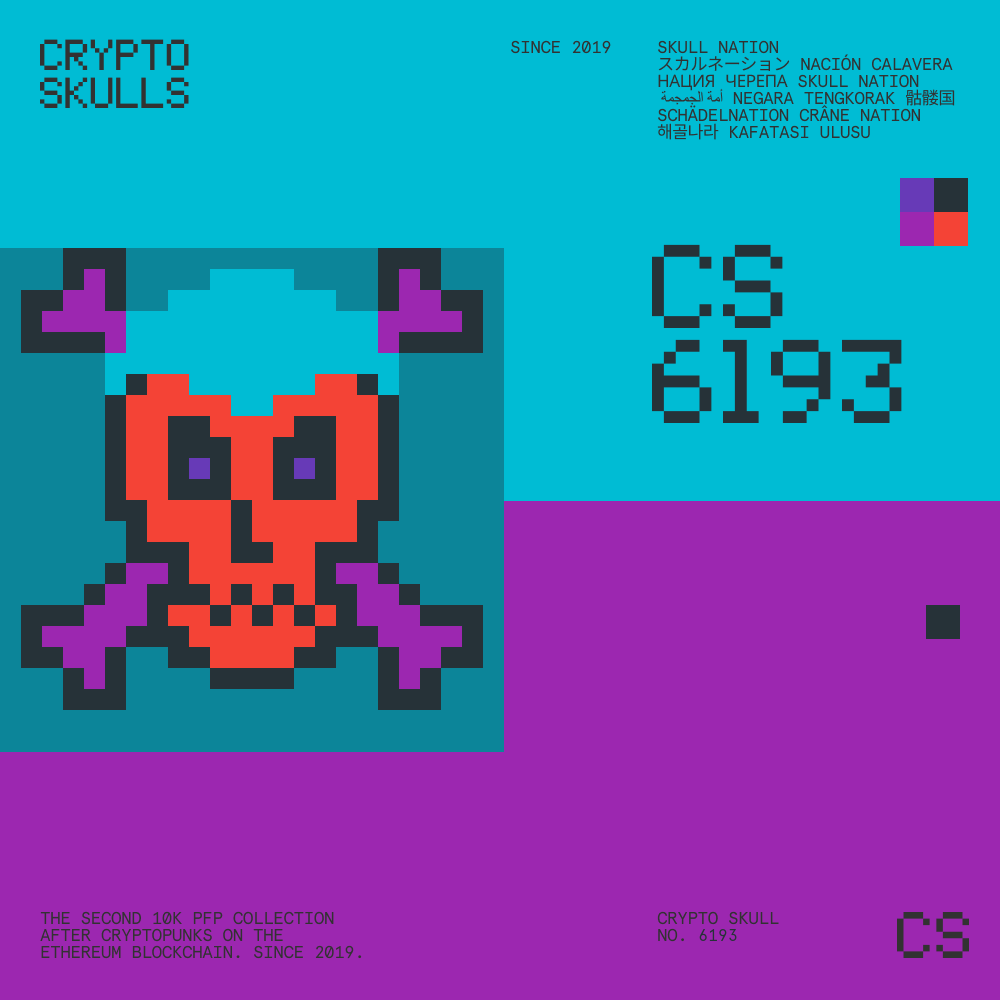 CRYPTO
SKULLS
SINCE 2019
SKULL NATION
スカルネーション NACIÓN CALAVERA
НАЦИЯ ЧЕРЕПА SKULL NATION
أمة الجمجمة NEGARA TENGKORAK 骷髅国
SCHÄDELNATION CRÂNE NATION
해골나라 KAFATASI ULUSU
CS
6193
THE SECOND 10K PFP COLLECTION
AFTER CRYPTOPUNKS ON THE
ETHEREUM BLOCKCHAIN. SINCE 2019.
CRYPTO SKULL
NO. 6193
CS